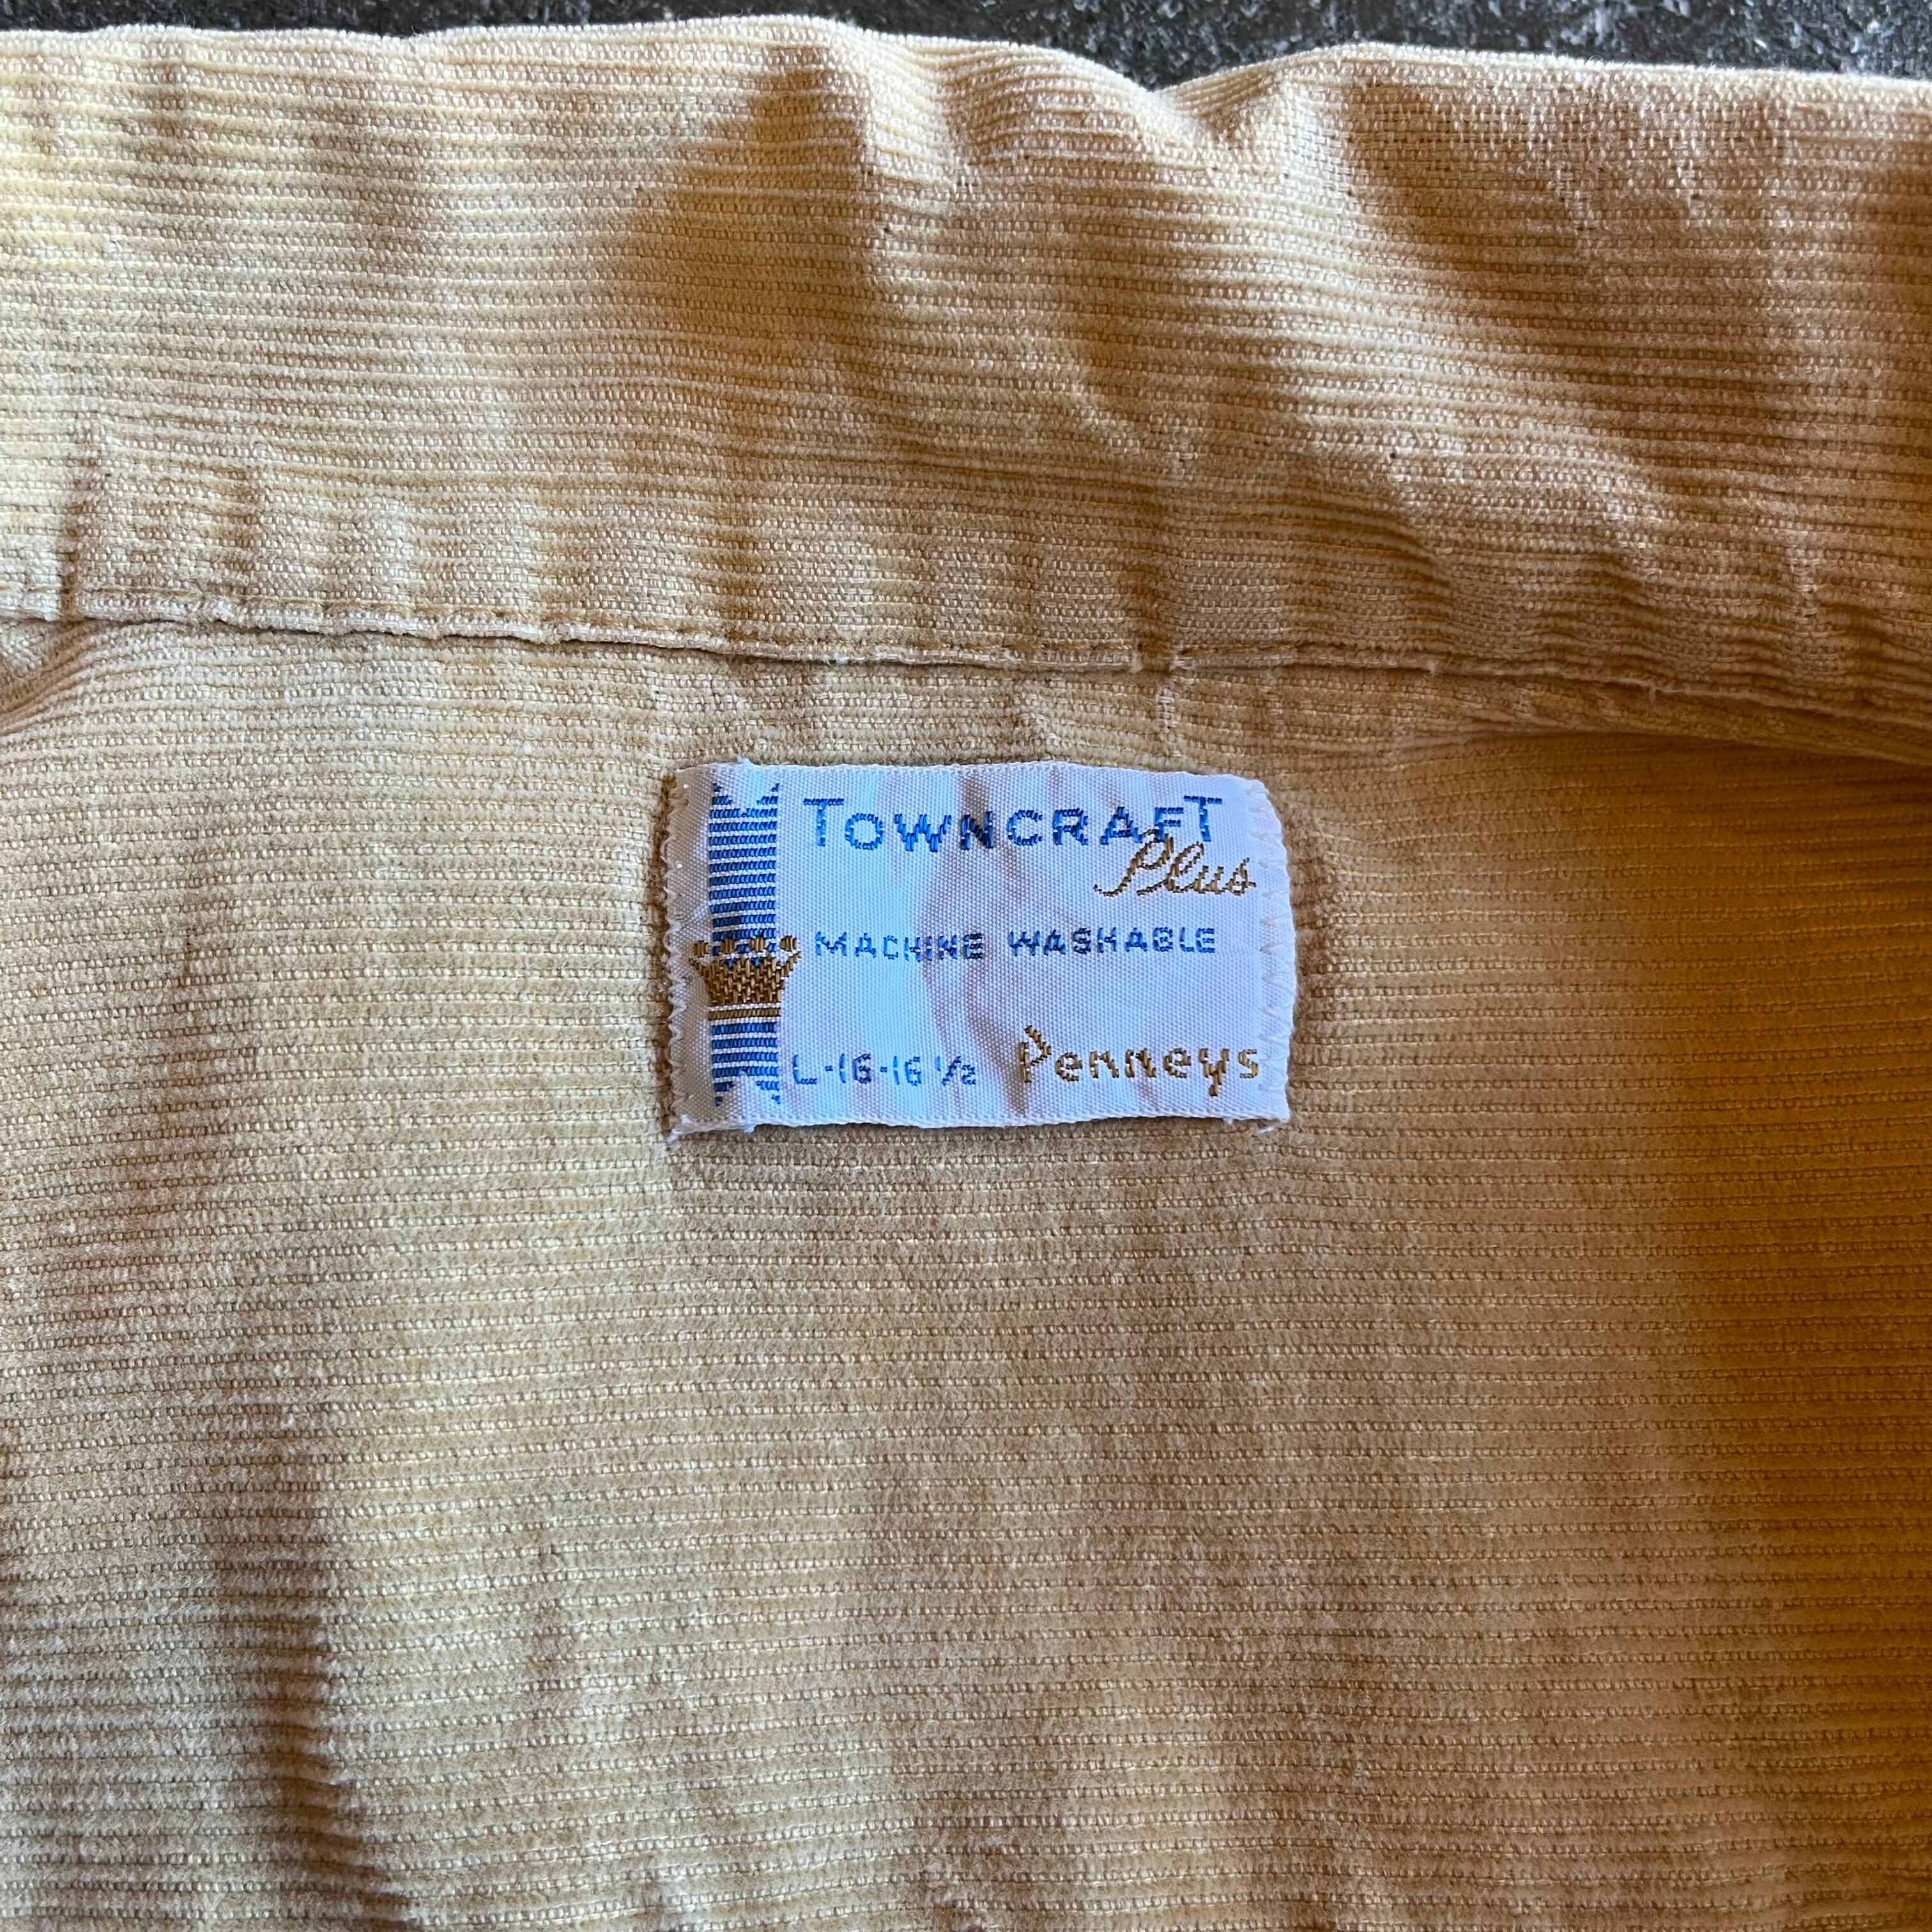 TOWNCRAFT
Plus
MACHINE WASHABLE
L-16-16 ½ Penneys